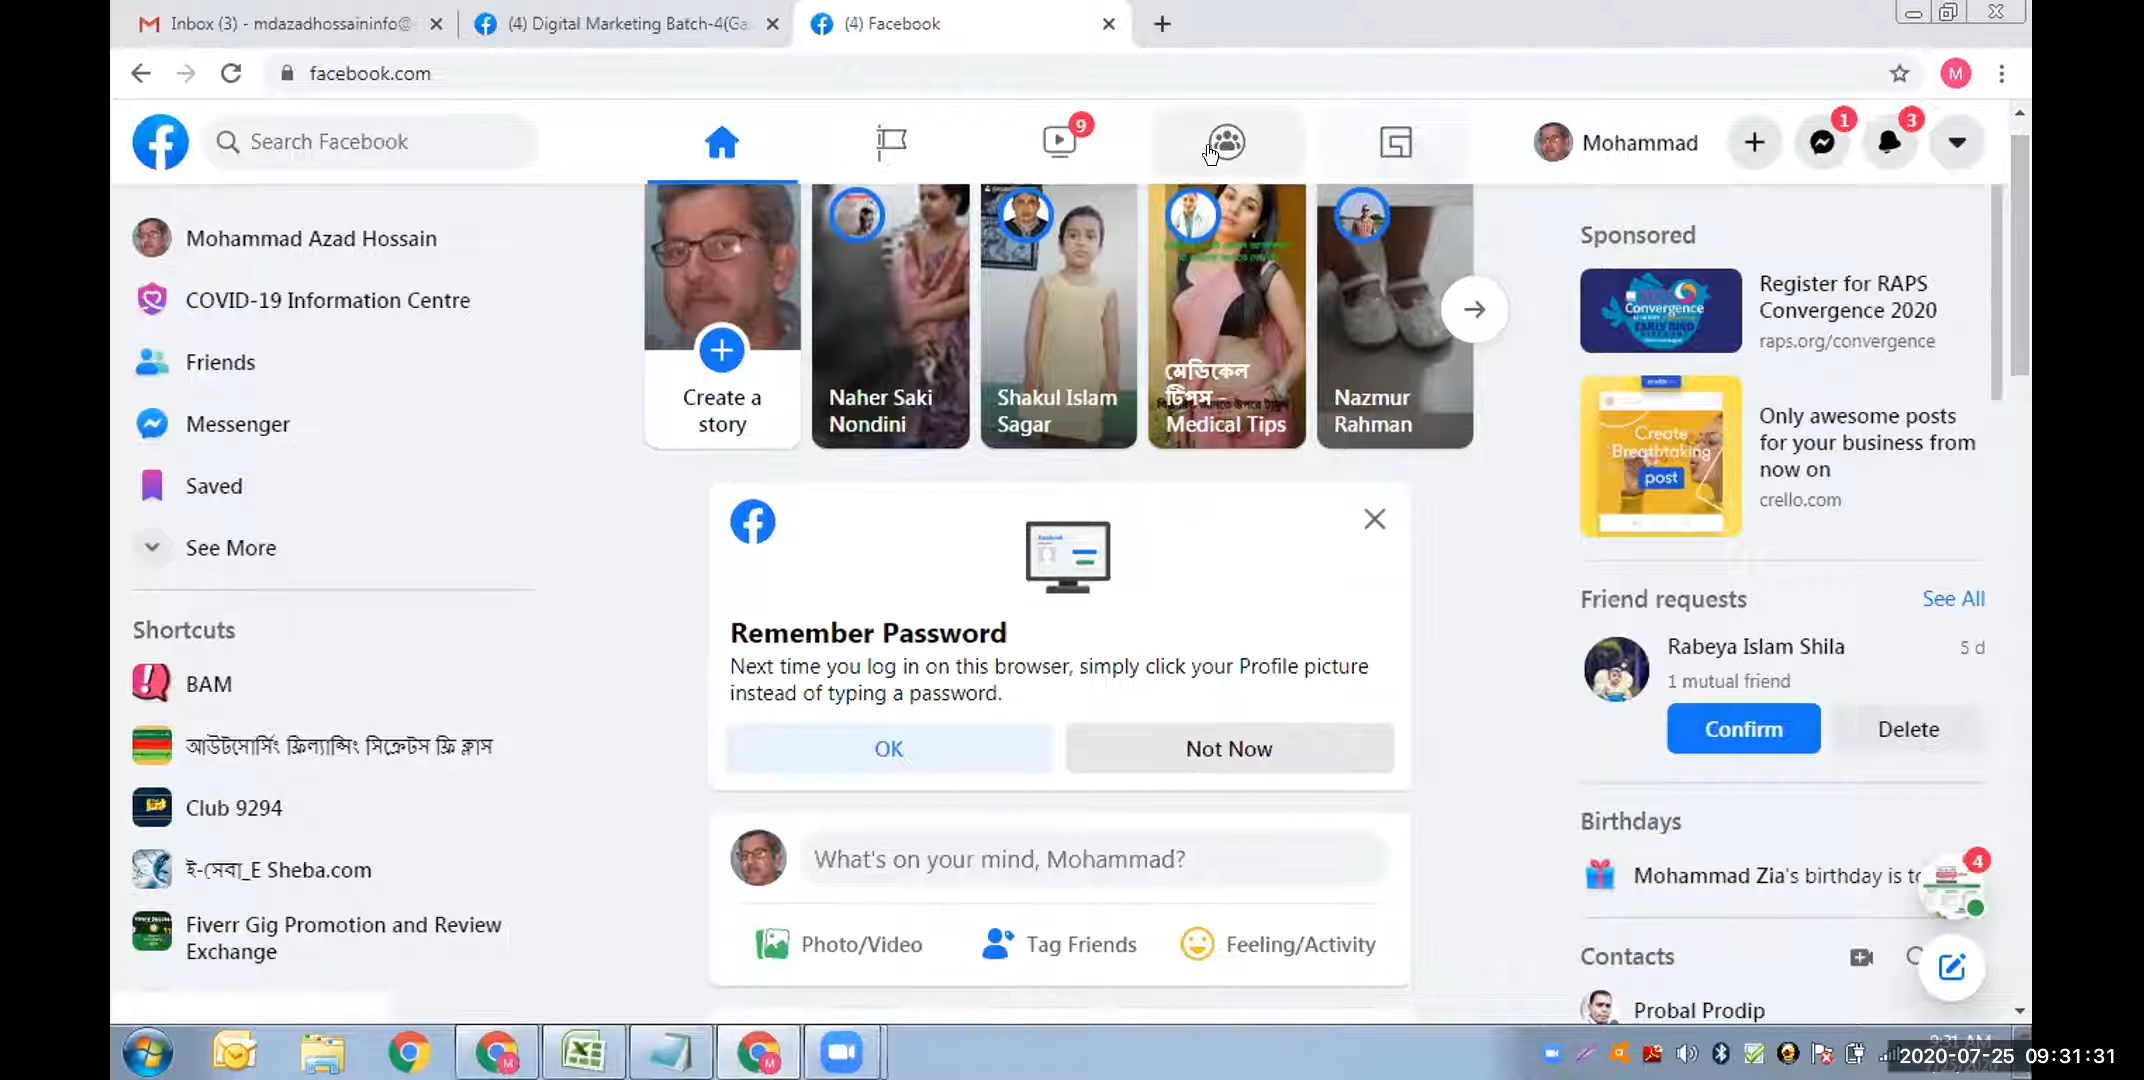 Inbox (3) - mdazadhossaininfo@
(4) Digital Marketing Batch-4(Ga
(4) Facebook
facebook.com
M
Search Facebook
9
Mohammad
1
3
Mohammad Azad Hossain
COVID-19 Information Centre
Friends
Messenger
Saved
See More
Shortcuts
BAM
আউটসোর্সিং ফ্রিল্যান্সিং সিক্রেটস ফ্রি ক্লাস
Club 9294
ই-সেবা_E Sheba.com
Fiverr Gig Promotion and Review
Exchange
Create a
story
Naher Saki
Nondini
Shakul Islam
Sagar
মেডিকেল
টিপস -
Medical Tips
Nazmur
Rahman
Remember Password
Next time you log in on this browser, simply click your Profile picture
instead of typing a password.
OK
Not Now
What's on your mind, Mohammad?
Photo/Video
Tag Friends
Feeling/Activity
Sponsored
Convergence
EARLY BIRD
Register for RAPS
Convergence 2020
raps.org/convergence
Create
Breathtaking
post
Only awesome posts
for your business from
now on
crello.com
Friend requests
See All
Rabeya Islam Shila
5 d
1 mutual friend
Confirm
Delete
Birthdays
Mohammad Zia's birthday is to
4
Contacts
Probal Prodip
9:31 AM
2020-07-25 09:31:31